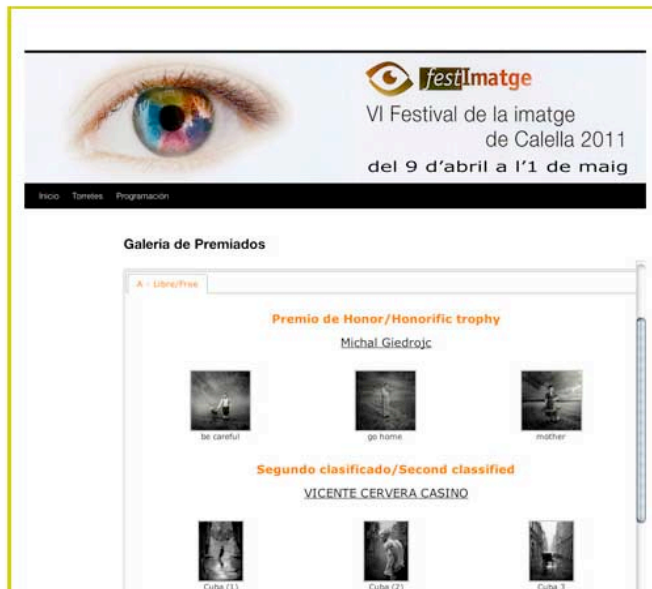 festImatge
VI Festival de la imatge
de Calella 2011
del 9 d'abril a l'1 de maig
Inicio Torretes Programación
Galeria de Premiados
A - Libre/Free
Premio de Honor/Honorific trophy
Michal Giedrojc
be careful go home mother
Segundo clasificado/Second classified
VICENTE CERVERA CASINO
Cuba (1) Cuba (2) Cuba 3